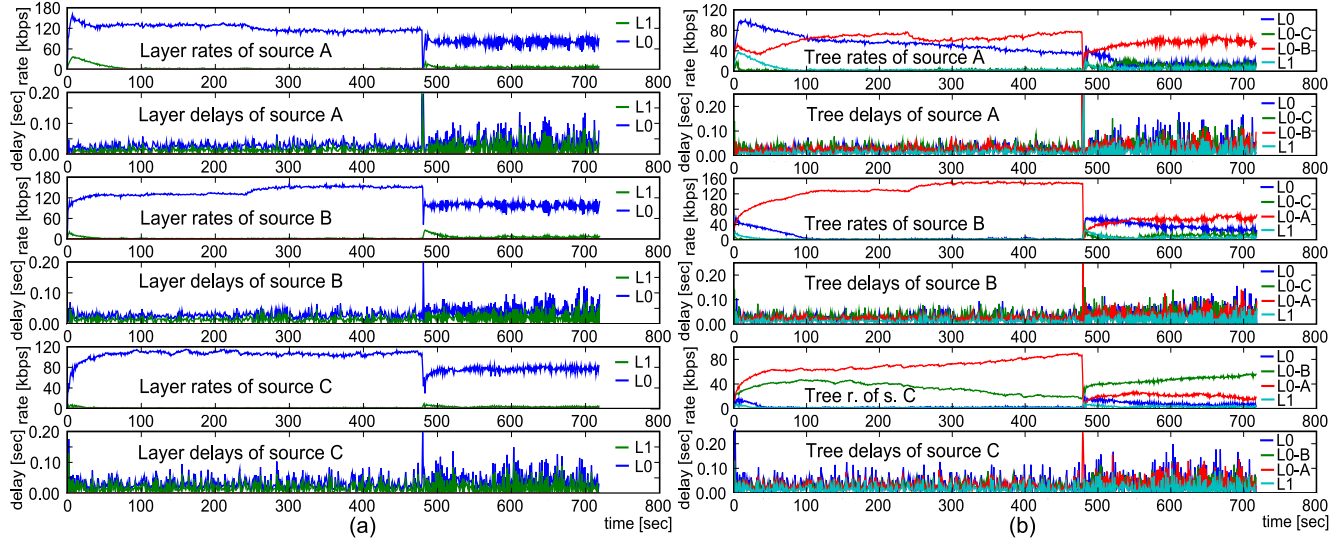 rate [kbps]
180
120
60
0
Layer rates of source A
L1
L0
0 100 200 300 400 500 600 700 800
delay [sec]
0.20
0.10
0.00
Layer delays of source A
L1
L0
0 100 200 300 400 500 600 700 800
rate [kbps]
180
120
60
0
Layer rates of source B
L1
L0
0 100 200 300 400 500 600 700 800
delay [sec]
0.20
0.10
0.00
Layer delays of source B
L1
L0
0 100 200 300 400 500 600 700 800
rate [kbps]
120
80
40
0
Layer rates of source C
L1
L0
0 100 200 300 400 500 600 700 800
delay [sec]
0.20
0.10
0.00
Layer delays of source C
L1
L0
0 100 200 300 400 500 600 700 800
time [sec]
(a)
rate [kbps]
120
80
40
0
Tree rates of source A
L0
L0-C
L0-B
L1
0 100 200 300 400 500 600 700 800
delay [sec]
0.20
0.10
0.00
Tree delays of source A
L0
L0-C
L0-B
L1
0 100 200 300 400 500 600 700 800
rate [kbps]
160
120
80
40
0
Tree rates of source B
L0
L0-C
L0-A
L1
0 100 200 300 400 500 600 700 800
delay [sec]
0.20
0.10
0.00
Tree delays of source B
L0
L0-C
L0-A
L1
0 100 200 300 400 500 600 700 800
rate [kbps]
80
40
0
Tree r. of s. C
L0
L0-B
L0-A
L1
0 100 200 300 400 500 600 700 800
delay [sec]
0.20
0.10
0.00
Tree delays of source C
L0
L0-B
L0-A
L1
0 100 200 300 400 500 600 700 800
time [sec]
(b)